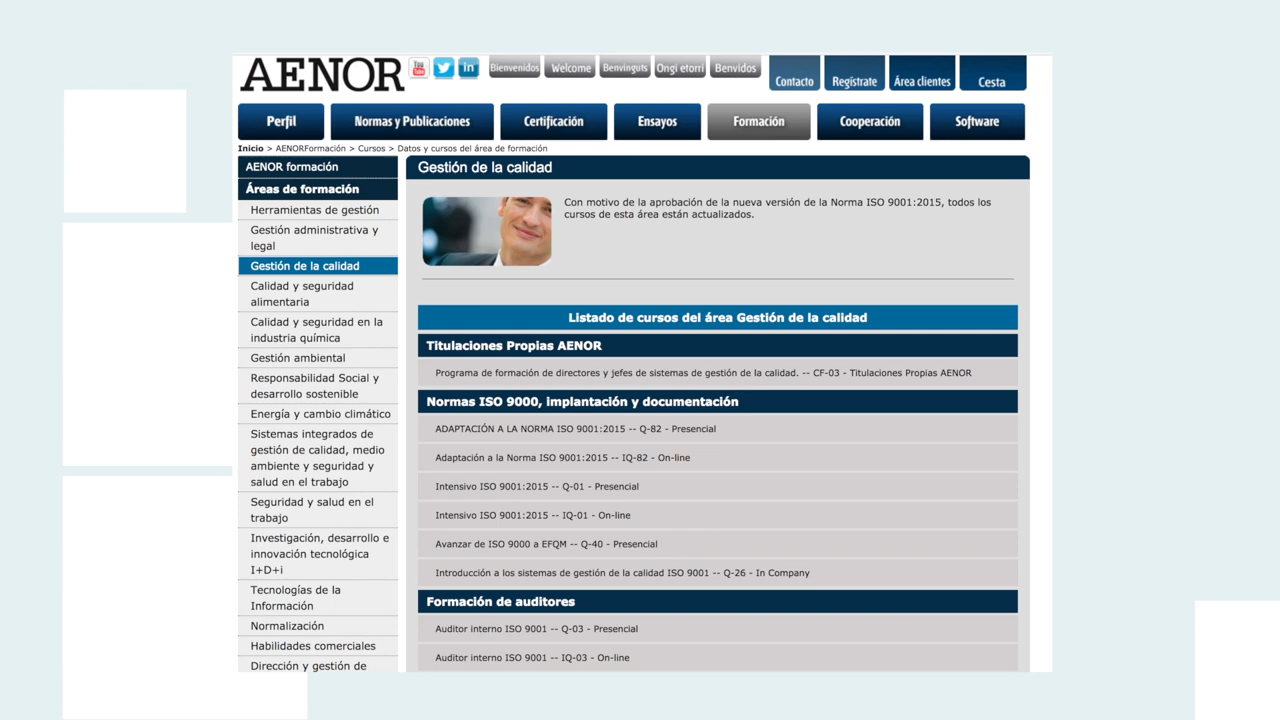 AENOR
You Tube
in
Bienvenidos
Welcome
Benvinguts
Ongi etorri
Benvidos
Contacto
Regístrate
Área clientes
Cesta
Perfil
Normas y Publicaciones
Certificación
Ensayos
Formación
Cooperación
Software
Inicio > AENORFormación > Cursos > Datos y cursos del área de formación
AENOR formación
Áreas de formación
Herramientas de gestión
Gestión administrativa y
legal
Gestión de la calidad
Calidad y seguridad
alimentaria
Calidad y seguridad en la
industria química
Gestión ambiental
Responsabilidad Social y
desarrollo sostenible
Energía y cambio climático
Sistemas integrados de
gestión de calidad, medio
ambiente y seguridad y
salud en el trabajo
Seguridad y salud en el
trabajo
Investigación, desarrollo e
innovación tecnológica
I+D+i
Tecnologías de la
Información
Normalización
Habilidades comerciales
Dirección y gestión de
Gestión de la calidad
Con motivo de la aprobación de la nueva versión de la Norma ISO 9001:2015, todos los
cursos de esta área están actualizados.
Listado de cursos del área Gestión de la calidad
Titulaciones Propias AENOR
Programa de formación de directores y jefes de sistemas de gestión de la calidad. -- CF-03 - Titulaciones Propias AENOR
Normas ISO 9000, implantación y documentación
ADAPTACIÓN A LA NORMA ISO 9001:2015 -- Q-82 - Presencial
Adaptación a la Norma ISO 9001:2015 -- IQ-82 - On-line
Intensivo ISO 9001:2015 -- Q-01 - Presencial
Intensivo ISO 9001:2015 -- IQ-01 - On-line
Avanzar de ISO 9000 a EFQM -- Q-40 - Presencial
Introducción a los sistemas de gestión de la calidad ISO 9001 -- Q-26 - In Company
Formación de auditores
Auditor interno ISO 9001 -- Q-03 - Presencial
Auditor interno ISO 9001 -- IQ-03 - On-line